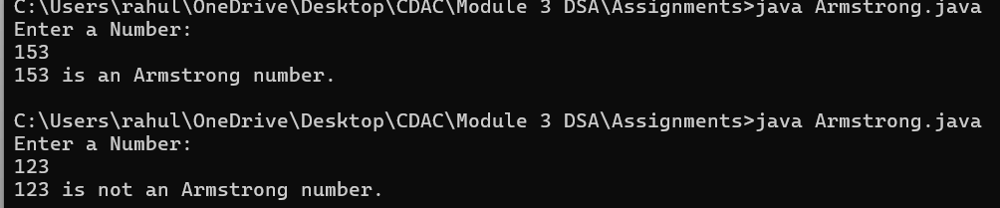 C:\Users\rahul\OneDrive\Desktop\CDAC\Module 3 DSA\Assignments>java Armstrong.java
Enter a Number:
153
153 is an Armstrong number.
C:\Users\rahul\OneDrive\Desktop\CDAC\Module 3 DSA\Assignments>java Armstrong.java
Enter a Number:
123
123 is not an Armstrong number.